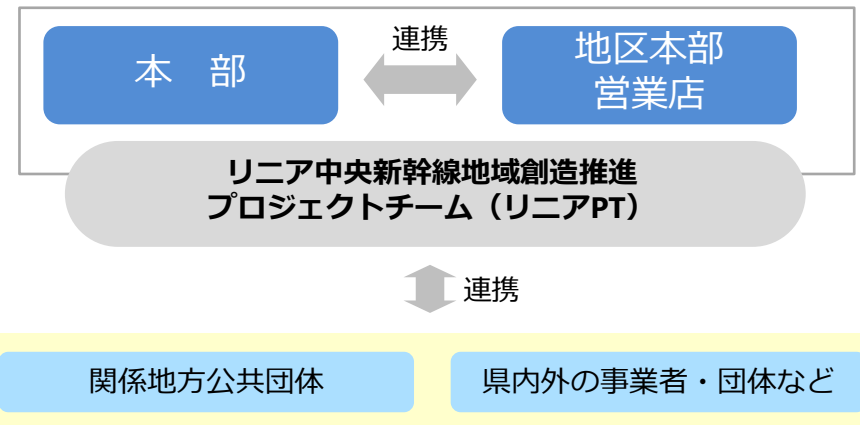 連携
本　部
地区本部
営業店
リニア中央新幹線地域創造推進
プロジェクトチーム（リニアPT）
連携
関係地方公共団体
県内外の事業者・団体など